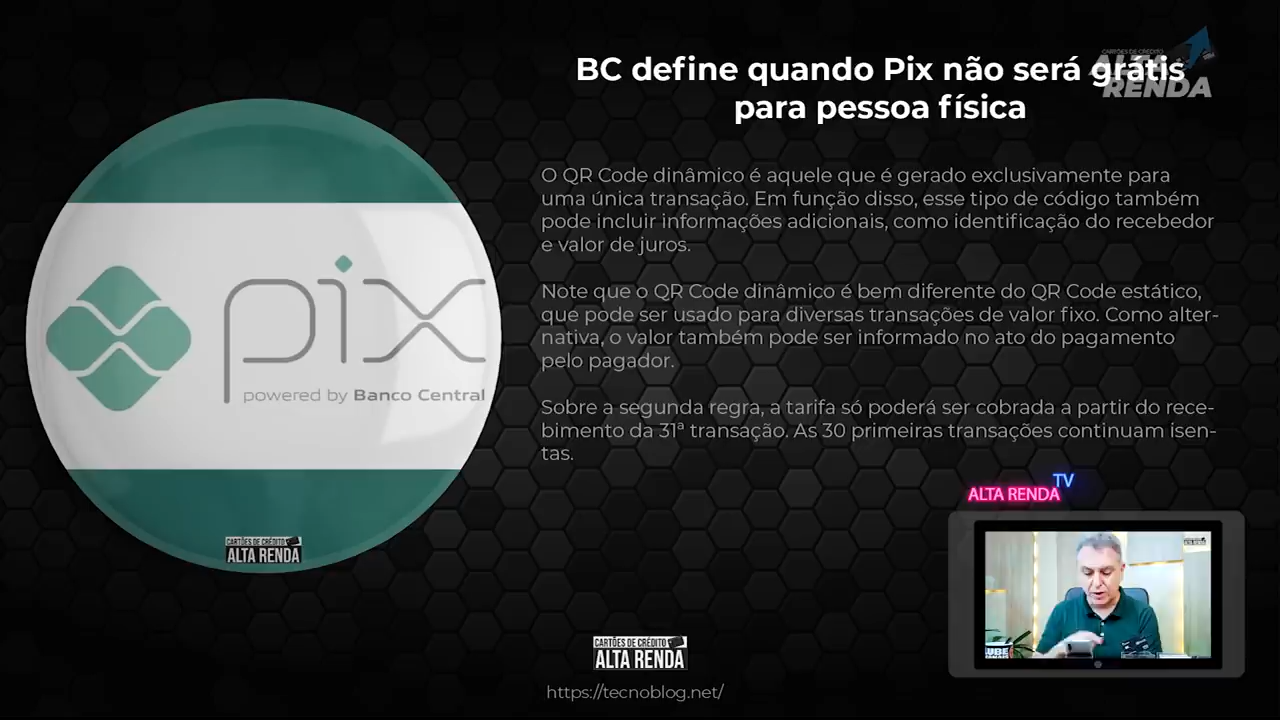 BC define quando Pix não será grátis
para pessoa física
CARTÕES DE CRÉDITO
ALTA
RENDA
O QR Code dinâmico é aquele que é gerado exclusivamente para
uma única transação. Em função disso, esse tipo de código também
pode incluir informações adicionais, como identificação do recebedor
e valor de juros.
Note que o QR Code dinâmico é bem diferente do QR Code estático,
que pode ser usado para diversas transações de valor fixo. Como alter-
nativa, o valor também pode ser informado no ato do pagamento
pelo pagador.
Sobre a segunda regra, a tarifa só poderá ser cobrada a partir do rece-
bimento da 31ª transação. As 30 primeiras transações continuam isen-
tas.
pix
powered by Banco Central
CARTÕES DE CRÉDITO
ALTA RENDA
TV
ALTA RENDA
CARTÕES DE CRÉDITO
ALTA RENDA
https://tecnoblog.net/